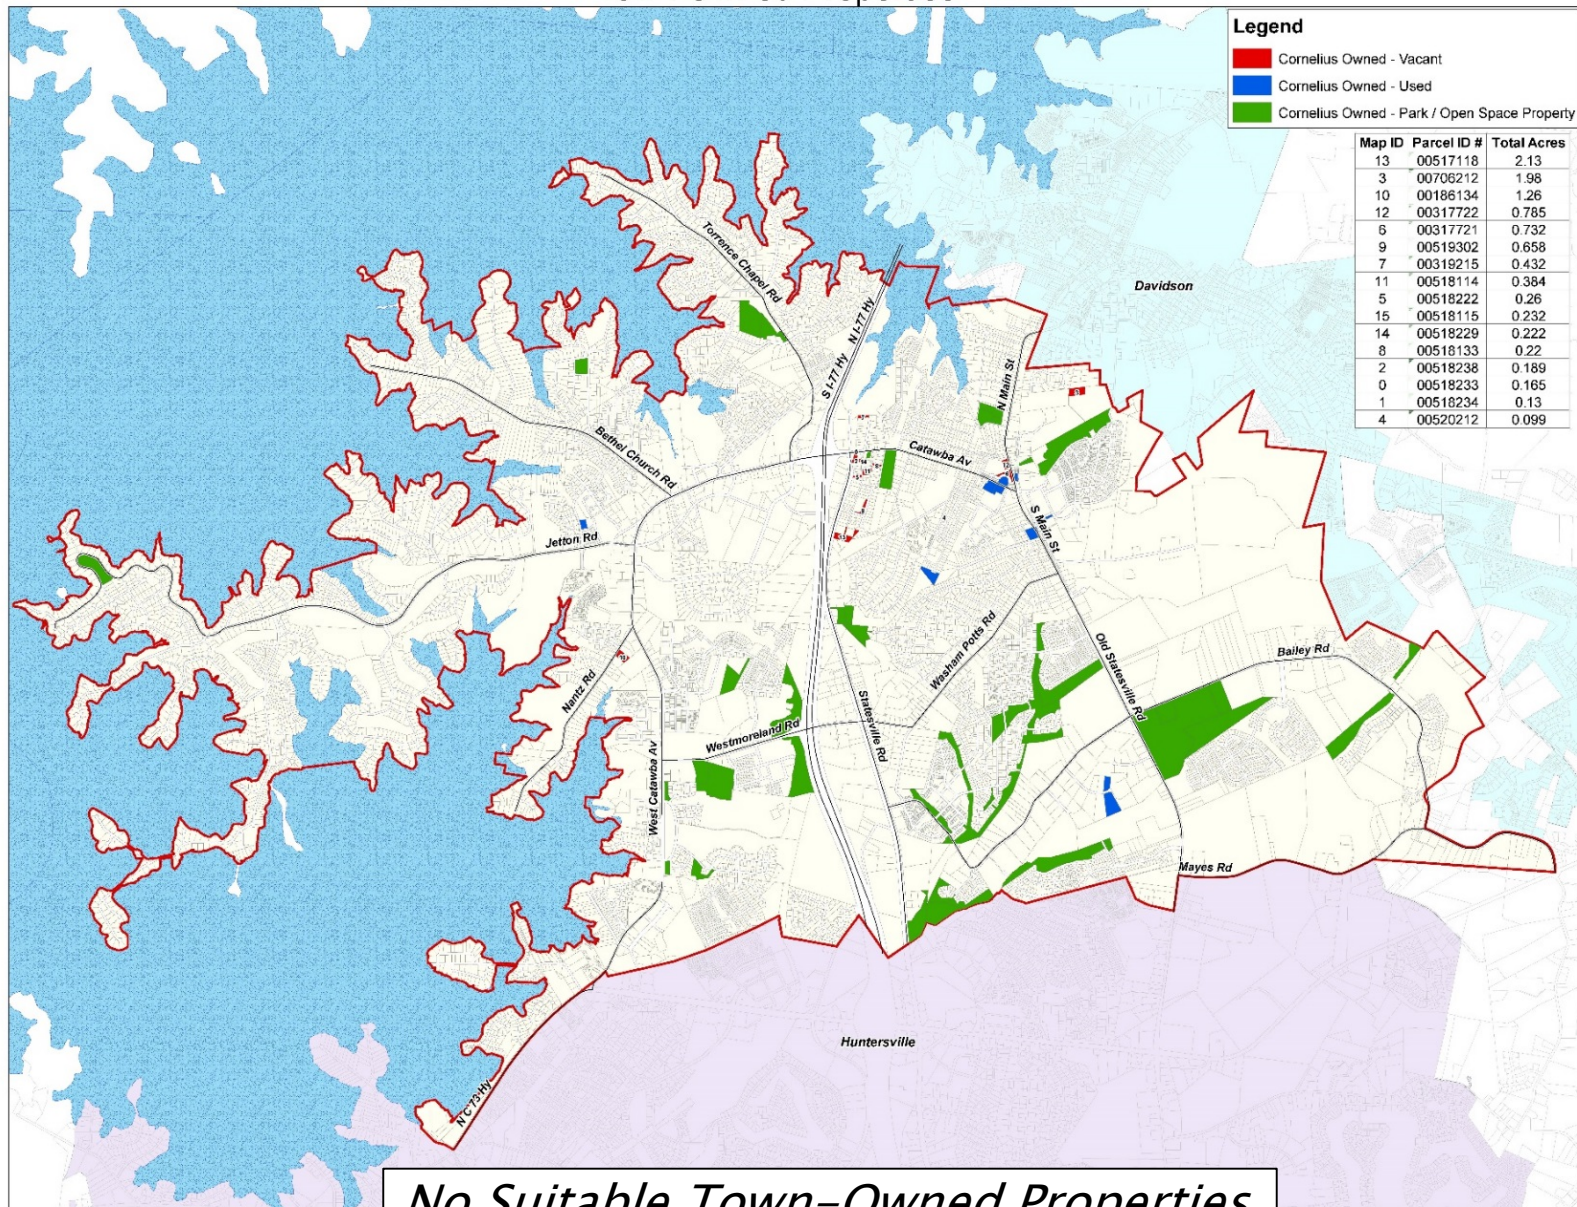 Legend
Cornelius Owned - Vacant
Cornelius Owned - Used
Cornelius Owned - Park / Open Space Property
Map ID Parcel ID # Total Acres
13 00517118 2.13
3 00706212 1.98
10 00186134 1.26
12 00317722 0.785
6 00317721 0.732
9 00519302 0.658
7 00319215 0.432
11 00518114 0.384
5 00518222 0.26
15 00518115 0.232
14 00518229 0.222
8 00518133 0.22
2 00518238 0.189
0 00518233 0.165
1 00518234 0.13
4 00520212 0.099
Davidson
Torrence Chapel Rd
N I-77 Hy
S I-77 Hy
N Main St
Bethel Church Rd
Catawba Av
Jetton Rd
S Main St
Washam Potts Rd
Old Statesville Rd
Bailey Rd
Nantz Rd
Statesville Rd
Westmoreland Rd
West Catawba Av
Mayes Rd
Huntersville
N C 73 Hy
No Suitable Town-Owned Properties